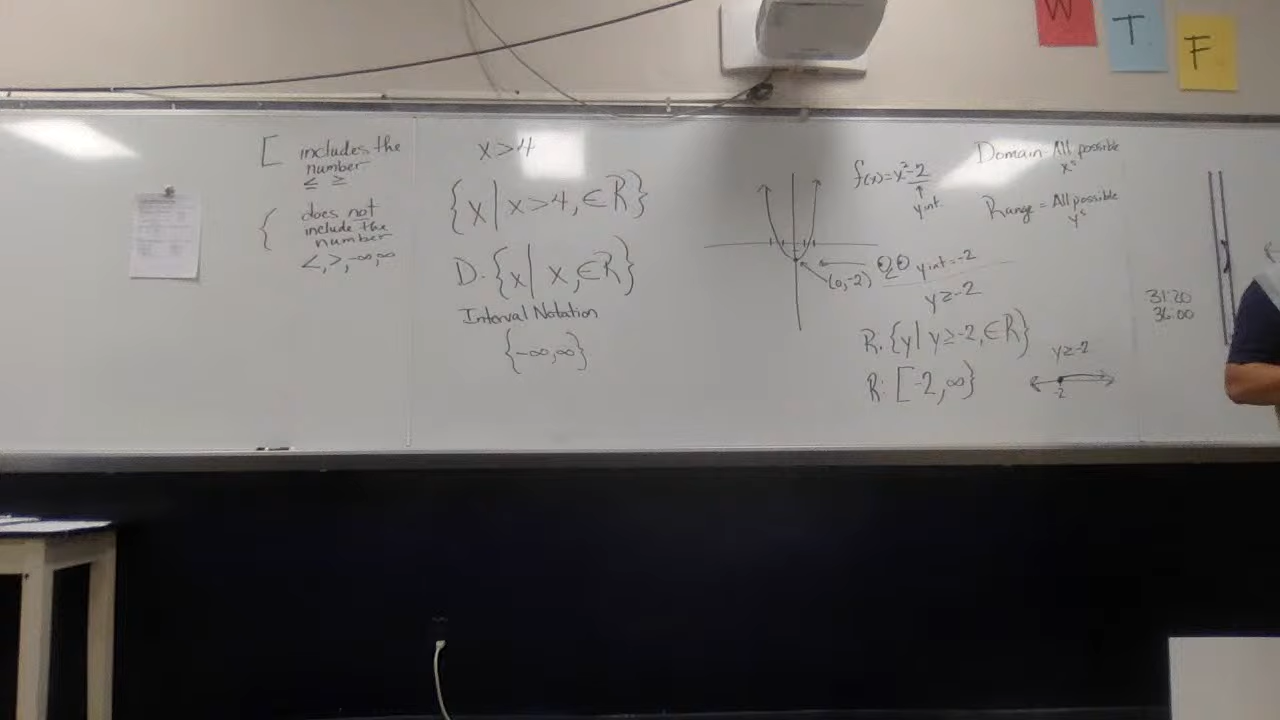 W T F
[ includes the
number
≤ ≥
{ does not
include the
number
<, >, -∞, ∞
x>4
{x| x>4, ∈R}
D. {x| x, ∈R}
Interval Notation
{-∞, ∞}
f(x)=x²-2
y int.
(0,-2)
y int = -2
y≥-2
R. {y| y≥-2, ∈R}
R: [-2, ∞}
Domain - All possible
x's
Range = All possible
y's
y≥-2
-2
31:20
36:00